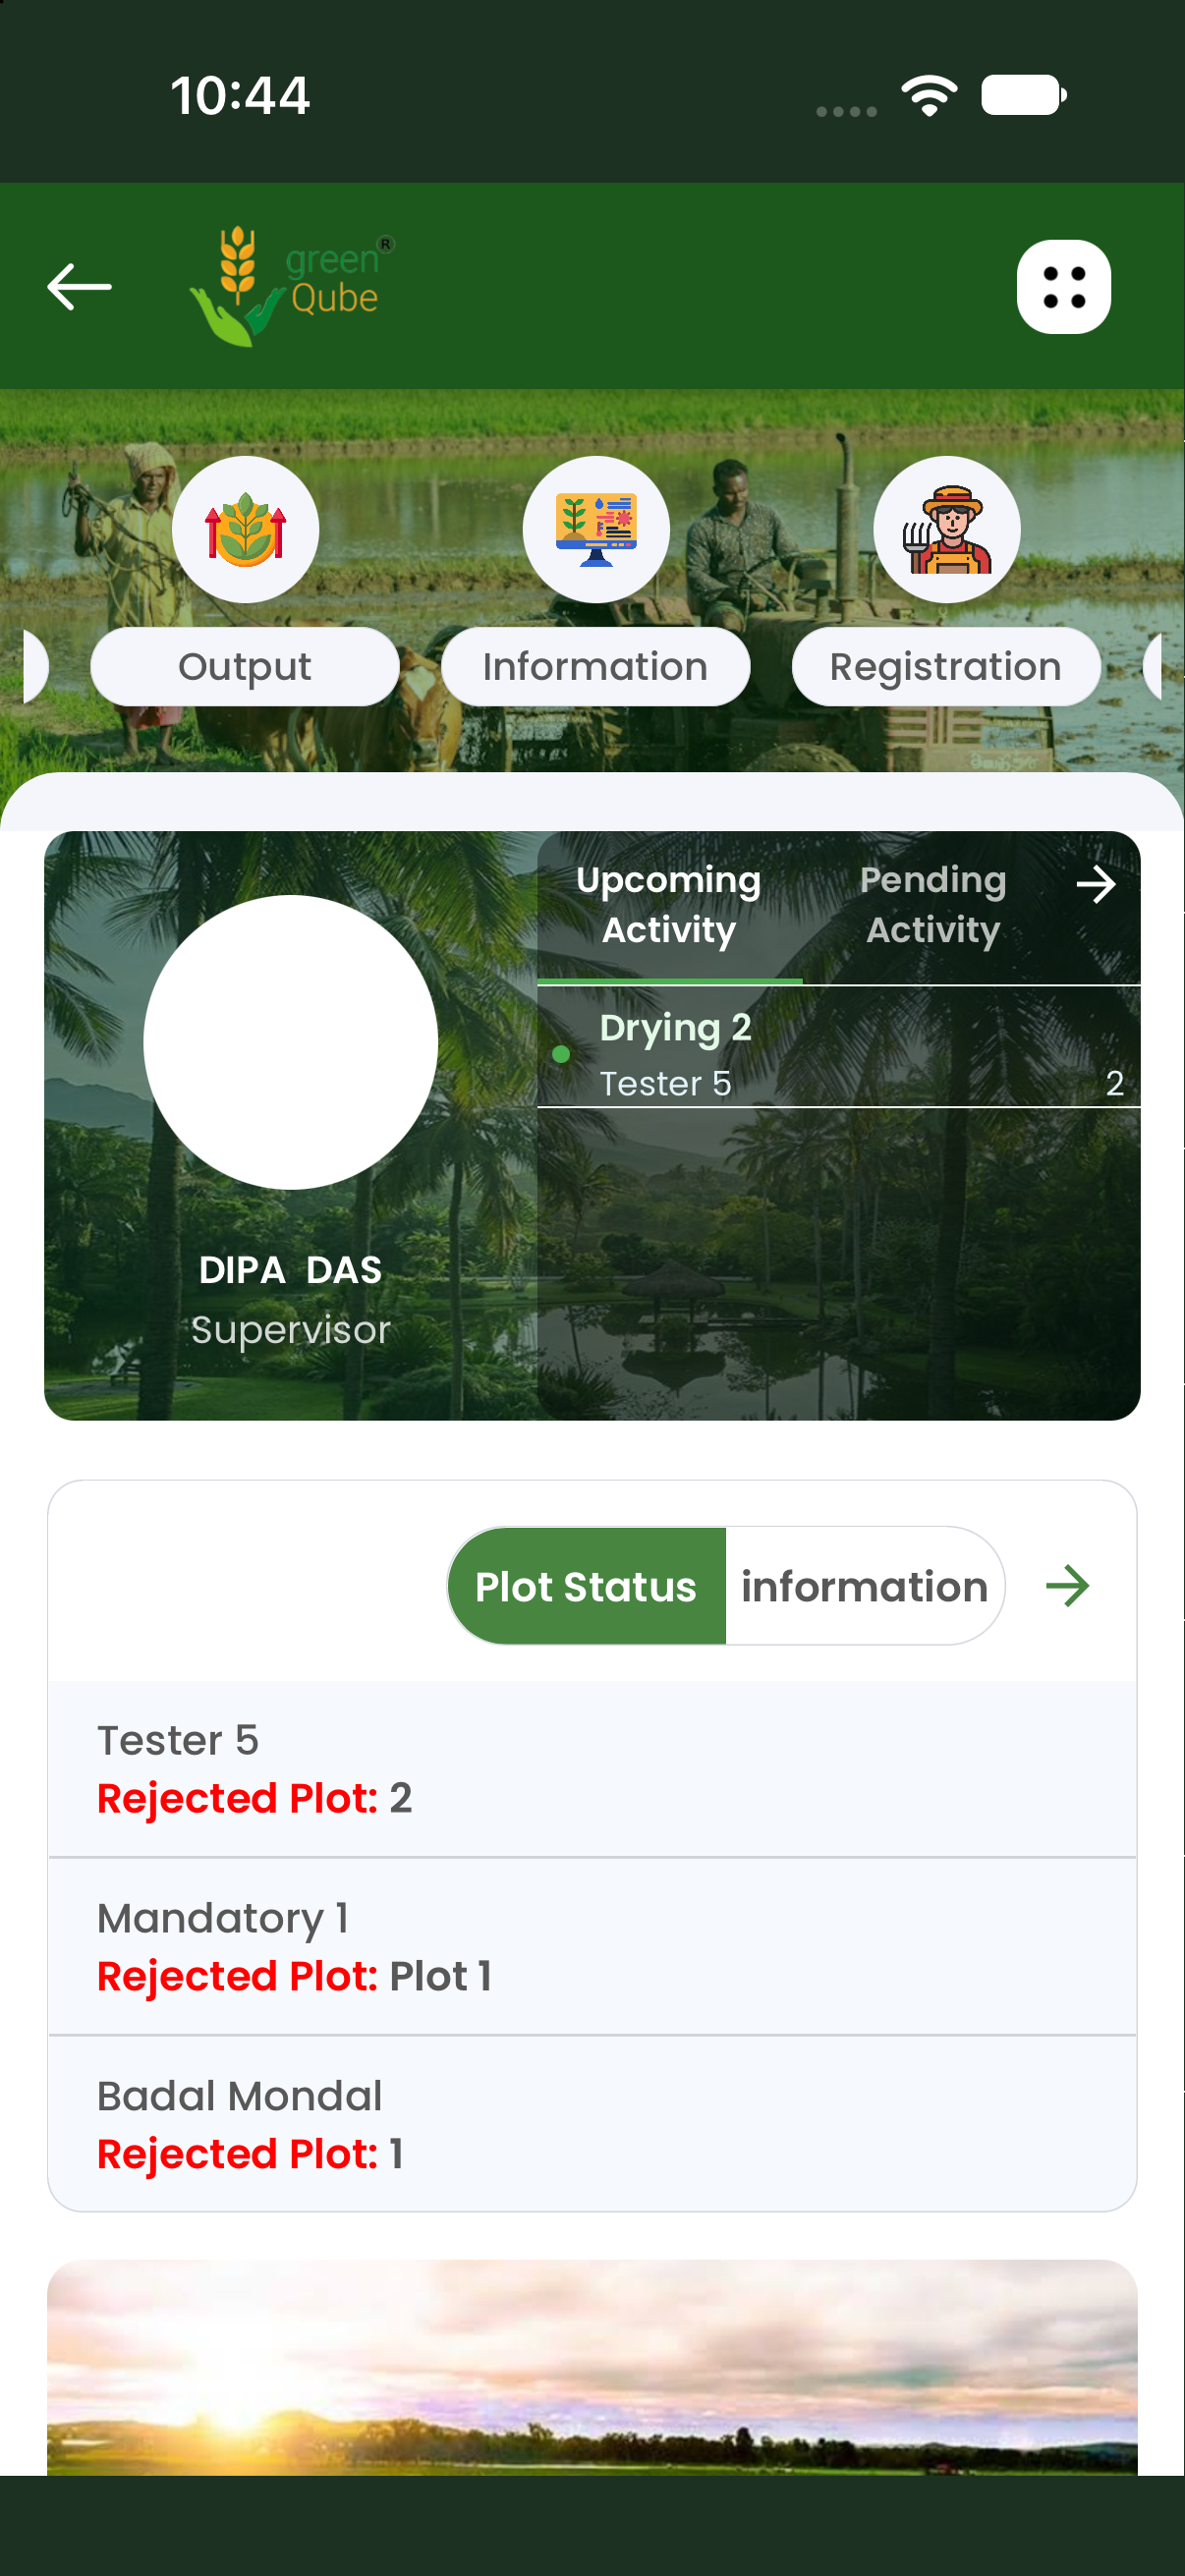 10:44
green®
Qube
Output
Information
Registration
Upcoming
Activity
Pending
Activity
Drying 2
Tester 5
2
DIPA DAS
Supervisor
Plot Status
information
Tester 5
Rejected Plot: 2
Mandatory 1
Rejected Plot: Plot 1
Badal Mondal
Rejected Plot: 1